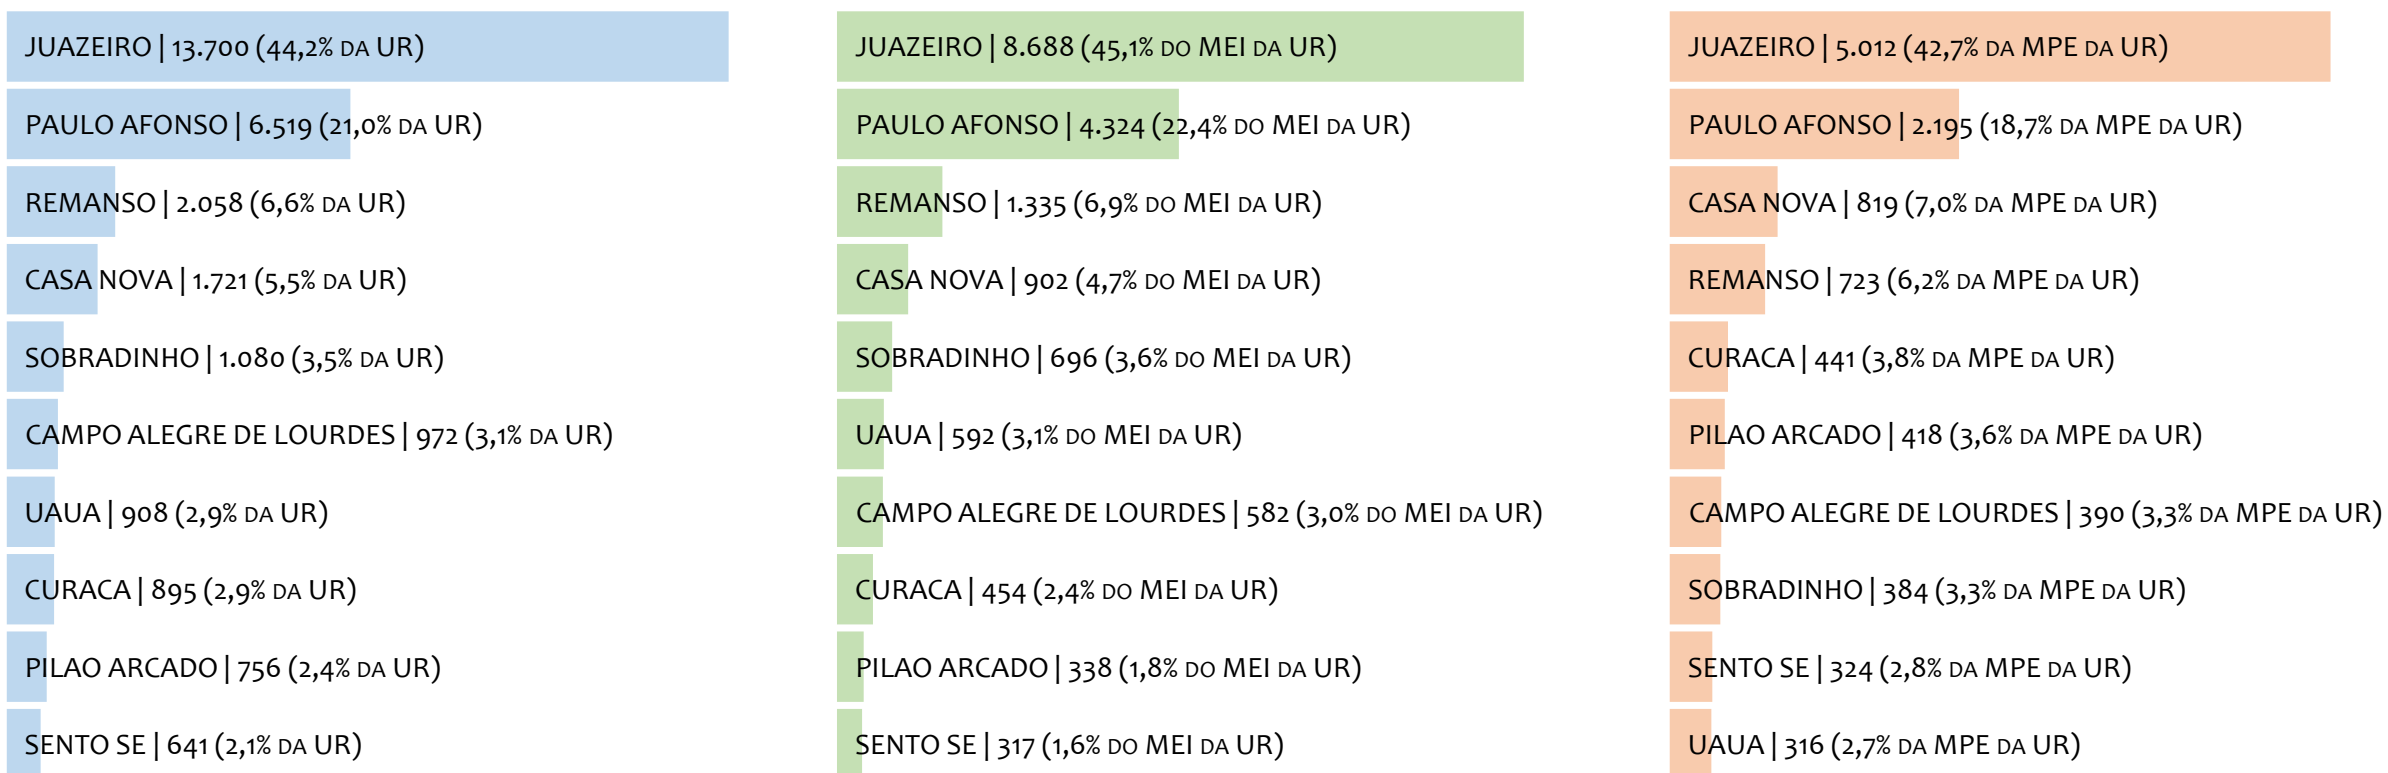 JUAZEIRO | 13.700 (44,2% DA UR)
PAULO AFONSO | 6.519 (21,0% DA UR)
REMANSO | 2.058 (6,6% DA UR)
CASA NOVA | 1.721 (5,5% DA UR)
SOBRADINHO | 1.080 (3,5% DA UR)
CAMPO ALEGRE DE LOURDES | 972 (3,1% DA UR)
UAUA | 908 (2,9% DA UR)
CURACA | 895 (2,9% DA UR)
PILAO ARCADO | 756 (2,4% DA UR)
SENTO SE | 641 (2,1% DA UR)
JUAZEIRO | 8.688 (45,1% DO MEI DA UR)
PAULO AFONSO | 4.324 (22,4% DO MEI DA UR)
REMANSO | 1.335 (6,9% DO MEI DA UR)
CASA NOVA | 902 (4,7% DO MEI DA UR)
SOBRADINHO | 696 (3,6% DO MEI DA UR)
UAUA | 592 (3,1% DO MEI DA UR)
CAMPO ALEGRE DE LOURDES | 582 (3,0% DO MEI DA UR)
CURACA | 454 (2,4% DO MEI DA UR)
PILAO ARCADO | 338 (1,8% DO MEI DA UR)
SENTO SE | 317 (1,6% DO MEI DA UR)
JUAZEIRO | 5.012 (42,7% DA MPE DA UR)
PAULO AFONSO | 2.195 (18,7% DA MPE DA UR)
CASA NOVA | 819 (7,0% DA MPE DA UR)
REMANSO | 723 (6,2% DA MPE DA UR)
CURACA | 441 (3,8% DA MPE DA UR)
PILAO ARCADO | 418 (3,6% DA MPE DA UR)
CAMPO ALEGRE DE LOURDES | 390 (3,3% DA MPE DA UR)
SOBRADINHO | 384 (3,3% DA MPE DA UR)
SENTO SE | 324 (2,8% DA MPE DA UR)
UAUA | 316 (2,7% DA MPE DA UR)